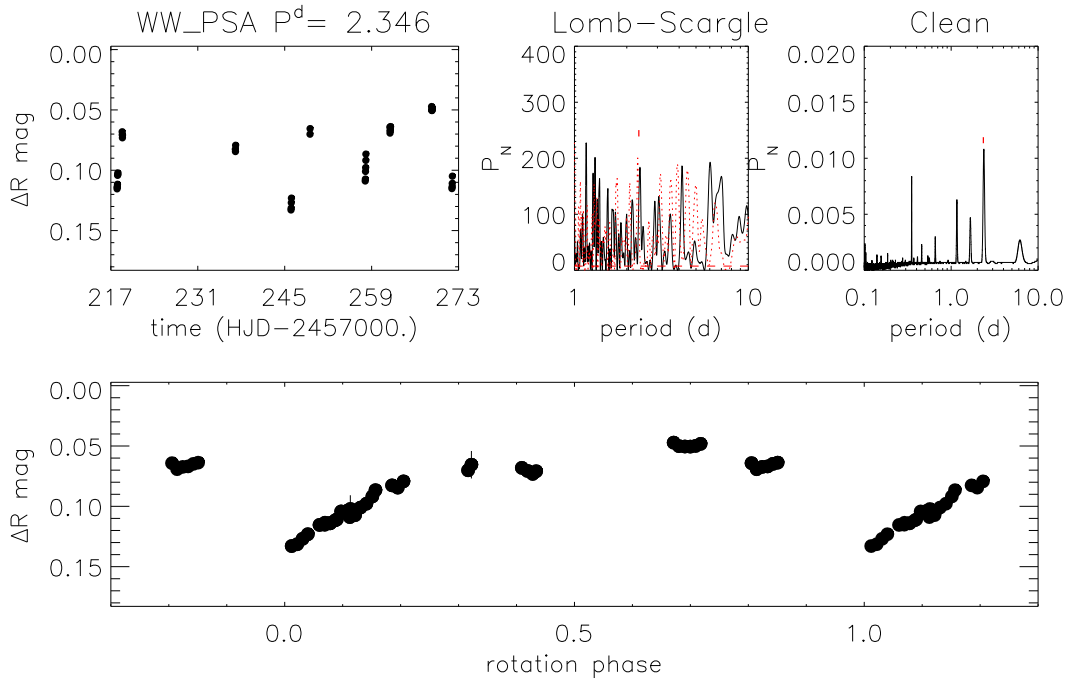 WW_PSA P^d= 2.346
Lomb-Scargle
Clean
0.00
0.05
0.10
0.15
ΔR mag
217
231
245
259
273
time (HJD-2457000.)
400
300
200
100
0
P_N
1
10
period (d)
0.020
0.015
0.010
0.005
0.000
P_N
0.1
1.0
10.0
period (d)
0.00
0.05
0.10
0.15
ΔR mag
0.0
0.5
1.0
rotation phase